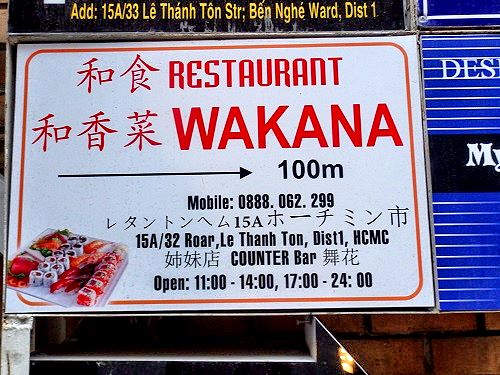 Add: 15A/33 Lê Thánh Tôn Str; Bến Nghé Ward, Dist 1
和食 RESTAURANT
和香菜 WAKANA
100m
Mobile: 0888. 062. 299
レタントンヘム15Aホーチミン市
15A/32 Roar,Le Thanh Ton, Dist1, HCMC
姉妹店 COUNTER Bar 舞花
Open: 11:00 - 14:00, 17:00 - 24: 00
DESI
My